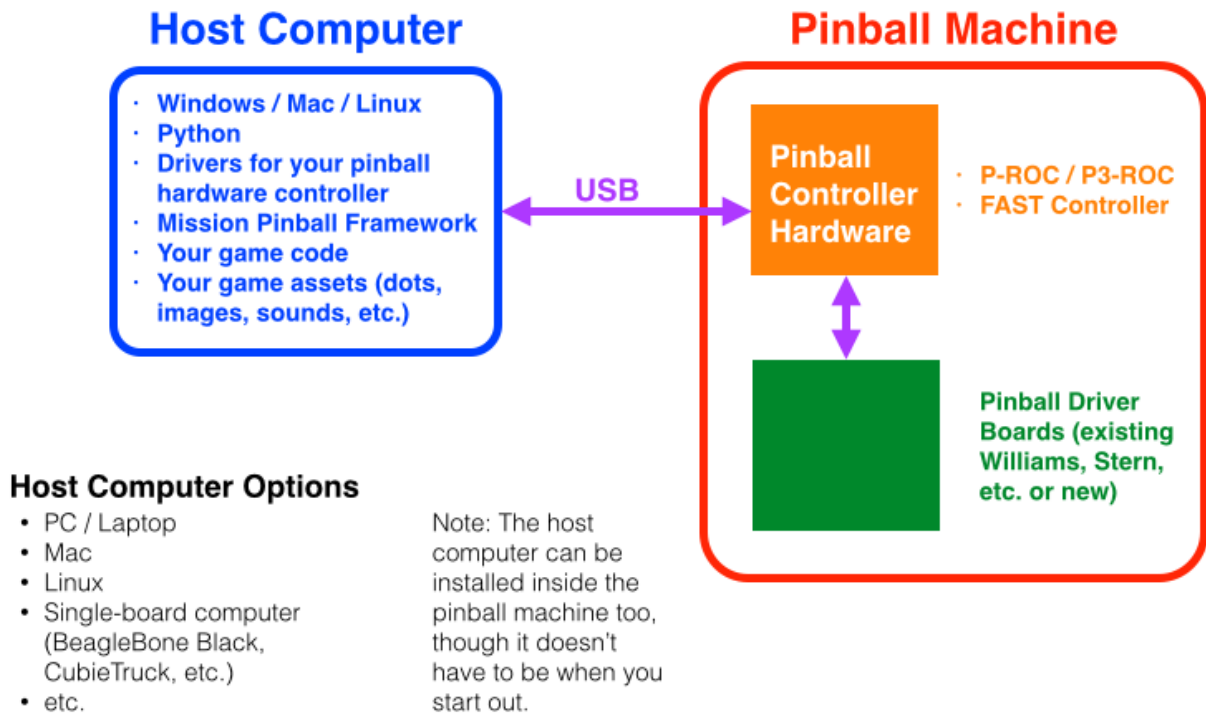 Host Computer
· Windows / Mac / Linux
· Python
· Drivers for your pinball
hardware controller
· Mission Pinball Framework
· Your game code
· Your game assets (dots,
images, sounds, etc.)
USB
Pinball Machine
Pinball
Controller
Hardware
· P-ROC / P3-ROC
· FAST Controller
Pinball Driver
Boards (existing
Williams, Stern,
etc. or new)
Host Computer Options
• PC / Laptop
• Mac
• Linux
• Single-board computer
(BeagleBone Black,
CubieTruck, etc.)
• etc.
Note: The host
computer can be
installed inside the
pinball machine too,
though it doesn't
have to be when you
start out.